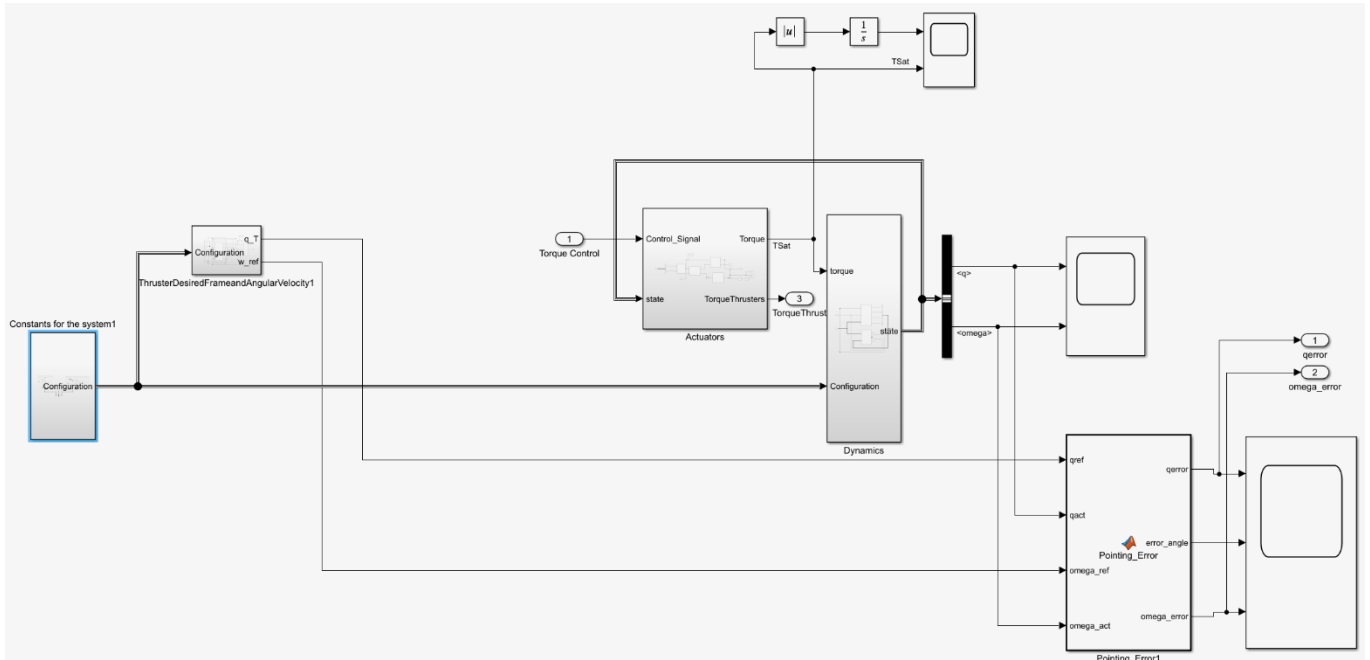 |u|
1
s
TSat
q_T
Configuration
w_ref
ThrusterDesiredFrameandAngularVelocity1
1
Torque Control
Control_Signal
Torque
TSat
state
TorqueThrusters
3
TorqueThrust
Actuators
torque
state
Configuration
Dynamics
<q>
<omega>
Constants for the system1
Configuration
1
qerror
2
omega_error
qref
qerror
qact
error_angle
Pointing_Error
omega_ref
omega_error
omega_act
Pointing_Error1